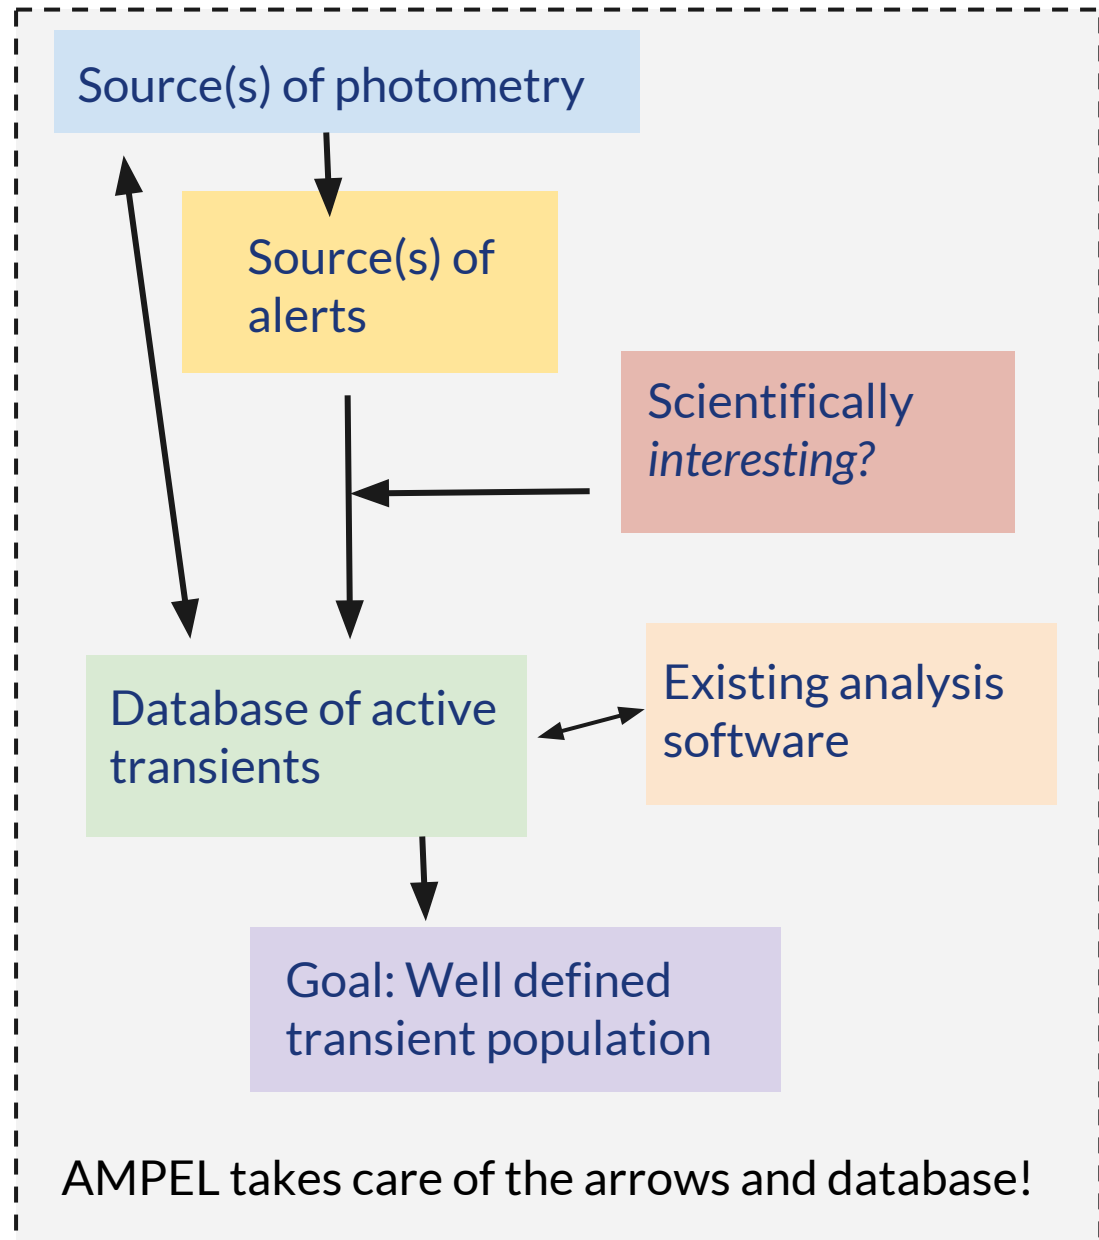 Source(s) of photometry
Source(s) of
alerts
Scientifically
interesting?
Database of active
transients
Existing analysis
software
Goal: Well defined
transient population
AMPEL takes care of the arrows and database!